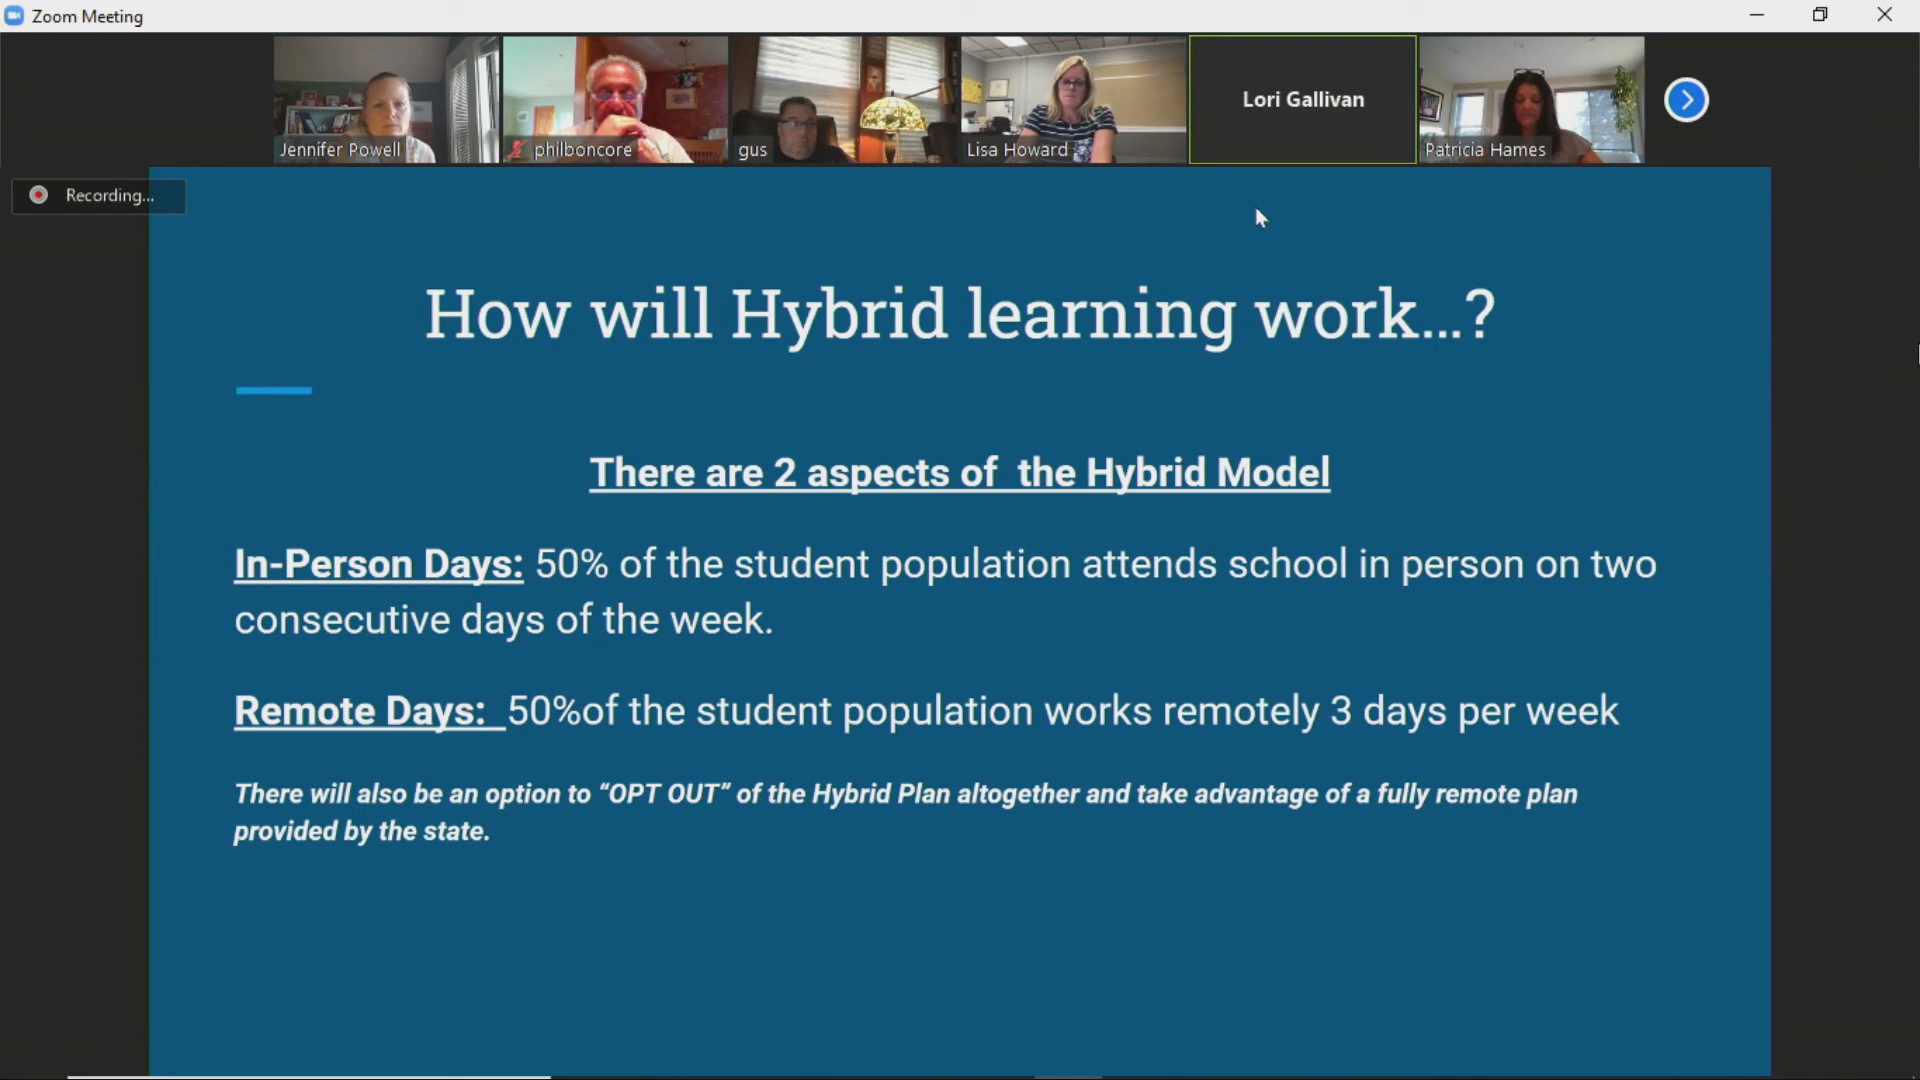 Zoom Meeting
Jennifer Powell
philboncore
gus
Lisa Howard
Lori Gallivan
Patricia Hames
Recording...
How will Hybrid learning work...?
There are 2 aspects of  the Hybrid Model
In-Person Days: 50% of the student population attends school in person on two
consecutive days of the week.
Remote Days:  50%of the student population works remotely 3 days per week
There will also be an option to “OPT OUT” of the Hybrid Plan altogether and take advantage of a fully remote plan
provided by the state.